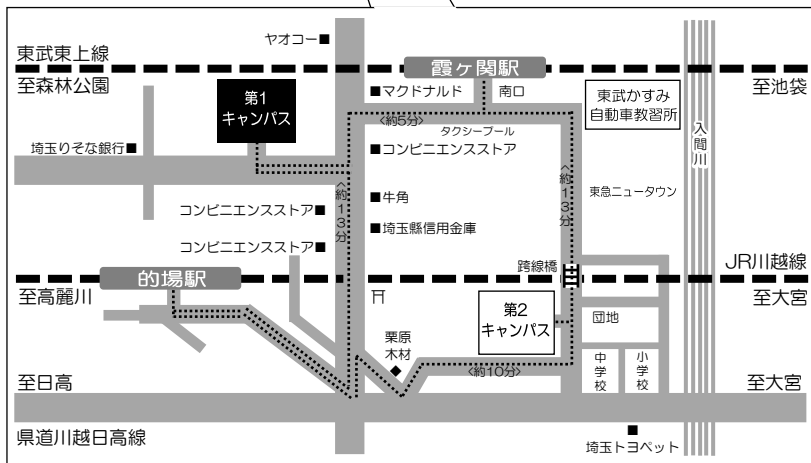 ヤオコー■
東武東上線
霞ヶ関駅
至森林公園
至池袋
第1
キャンパス
■マクドナルド
南口
東武かすみ
自動車教習所
〈約5分〉
タクシープール
埼玉りそな銀行■
■コンビニエンスストア
入間川
〈約13分〉
〈約13分〉
東急ニュータウン
■牛角
コンビニエンスストア■
■埼玉縣信用金庫
コンビニエンスストア■
跨線橋
JR川越線
的場駅
至高麗川
至大宮
第2
キャンパス
団地
栗原
木材
◆
中学校
小学校
〈約10分〉
至日高
至大宮
県道川越日高線
■
埼玉トヨペット